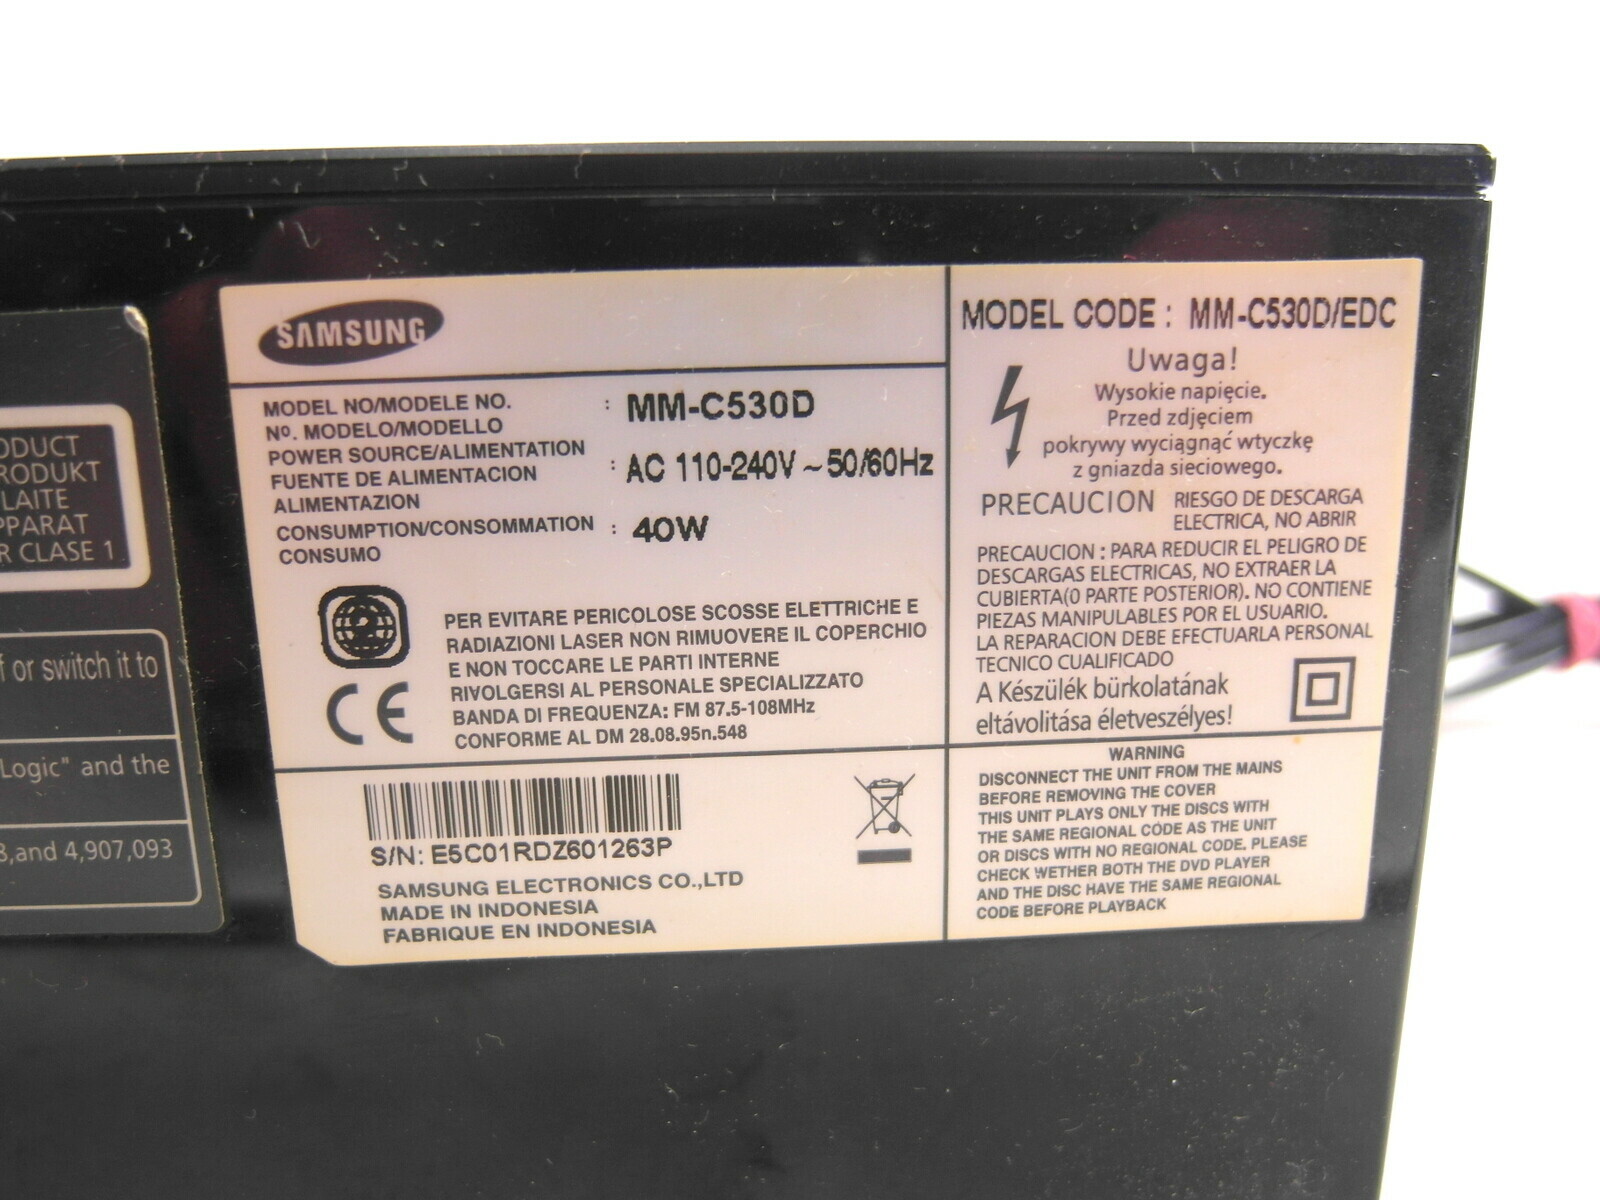 ODUCT
RODUKT
LAITE
PPARAT
R CLASE 1
f or switch it to
Logic" and the
8,and 4,907,093
SAMSUNG
MODEL NO/MODELE NO.
Nº. MODELO/MODELLO
: MM-C530D
POWER SOURCE/ALIMENTATION
FUENTE DE ALIMENTACION
ALIMENTAZION
: AC 110-240V ~ 50/60Hz
CONSUMPTION/CONSOMMATION
CONSUMO
: 40W
PER EVITARE PERICOLOSE SCOSSE ELETTRICHE E
RADIAZIONI LASER NON RIMUOVERE IL COPERCHIO
E NON TOCCARE LE PARTI INTERNE
RIVOLGERSI AL PERSONALE SPECIALIZZATO
BANDA DI FREQUENZA: FM 87.5-108MHz
CONFORME AL DM 28.08.95n.548
CE
S/N: E5C01RDZ601263P
SAMSUNG ELECTRONICS CO.,LTD
MADE IN INDONESIA
FABRIQUE EN INDONESIA
MODEL CODE : MM-C530D/EDC
Uwaga!
Wysokie napięcie.
Przed zdjęciem
pokrywy wyciągnąć wtyczkę
z gniazda sieciowego.
PRECAUCION
RIESGO DE DESCARGA
ELECTRICA, NO ABRIR
PRECAUCION : PARA REDUCIR EL PELIGRO DE
DESCARGAS ELECTRICAS, NO EXTRAER LA
CUBIERTA(0 PARTE POSTERIOR). NO CONTIENE
PIEZAS MANIPULABLES POR EL USUARIO.
LA REPARACION DEBE EFECTUARLA PERSONAL
TECNICO CUALIFICADO
A Készülék bürkolatának
eltávolitása életveszélyes!
WARNING
DISCONNECT THE UNIT FROM THE MAINS
BEFORE REMOVING THE COVER
THIS UNIT PLAYS ONLY THE DISCS WITH
THE SAME REGIONAL CODE AS THE UNIT
OR DISCS WITH NO REGIONAL CODE. PLEASE
CHECK WETHER BOTH THE DVD PLAYER
AND THE DISC HAVE THE SAME REGIONAL
CODE BEFORE PLAYBACK